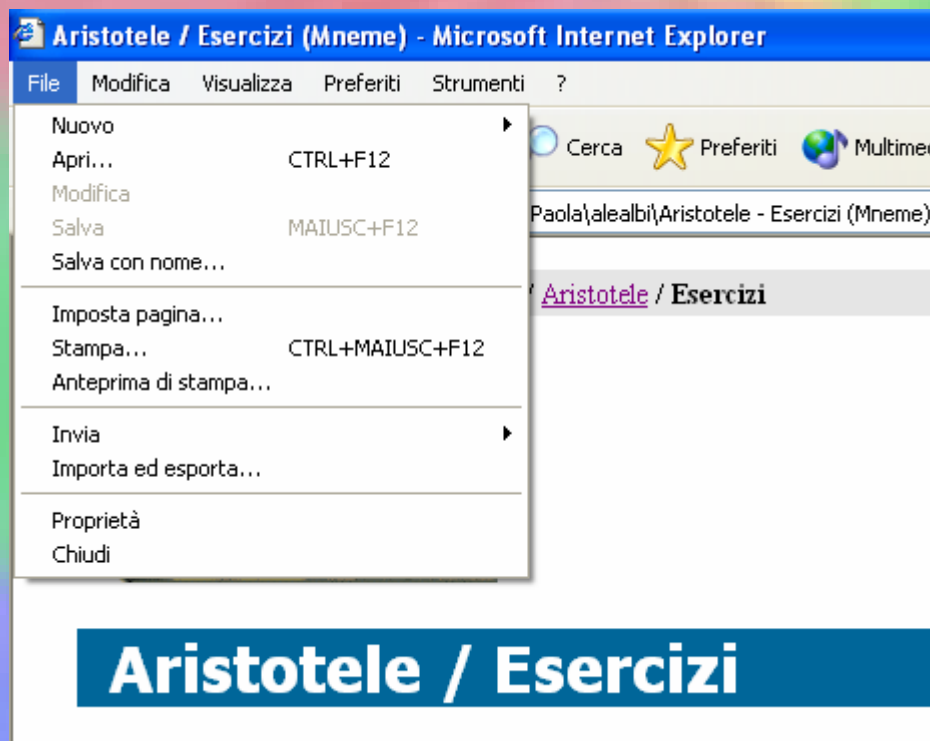 Aristotele / Esercizi (Mneme) - Microsoft Internet Explorer
File Modifica Visualizza Preferiti Strumenti ?
Cerca Preferiti
Paola\alealbi\Aristotele - Esercizi (Mneme)
Nuovo
Apri... CTRL+F12
Modifica
Salva MAIUSC+F12
Salva con nome...
Imposta pagina...
Stampa... CTRL+MAIUSC+F12
Anteprima di stampa...
Invia
Importa ed esporta...
Proprietà
Chiudi
/ Aristotele / Esercizi
Aristotele / Esercizi